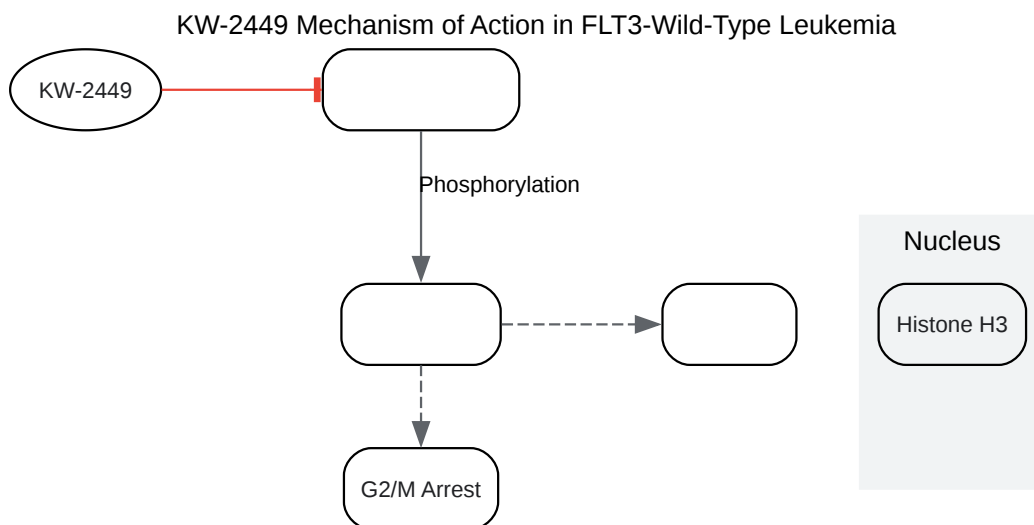 KW-2449 Mechanism of Action in FLT3-Wild-Type Leukemia
KW-2449
Phosphorylation
Nucleus
Histone H3
G2/M Arrest